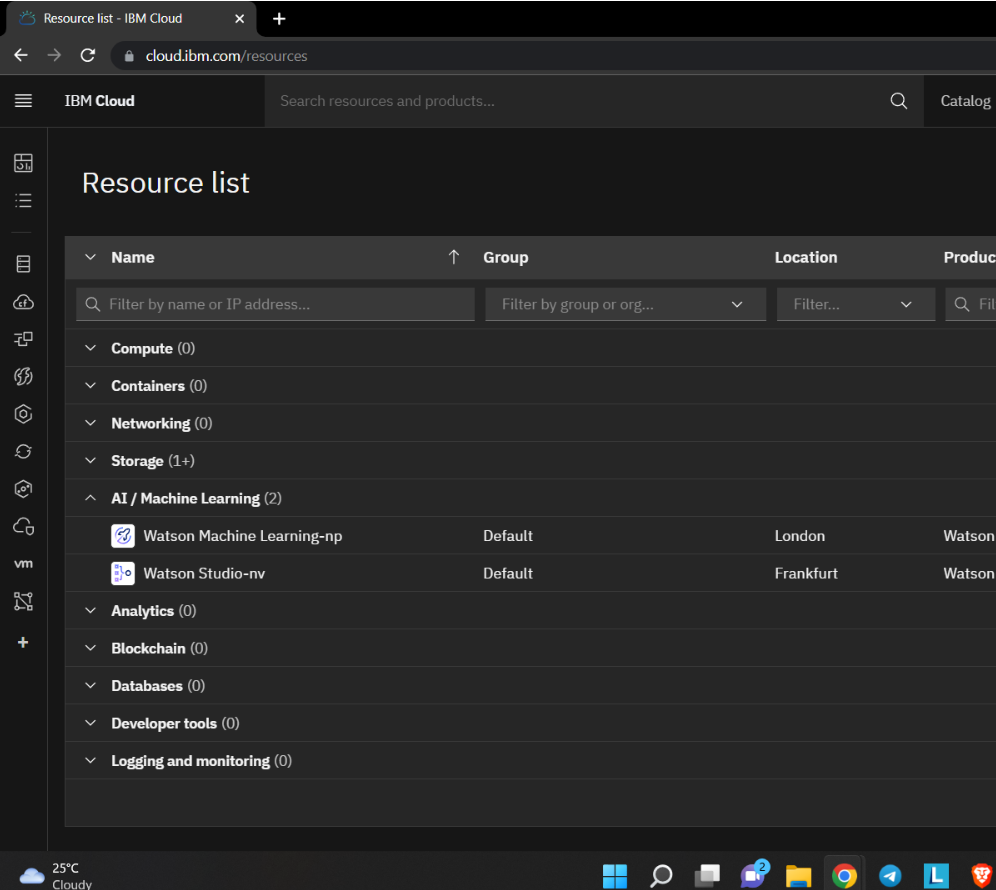 Resource list - IBM Cloud
cloud.ibm.com/resources
IBM Cloud
Search resources and products...
Catalog
Resource list
Name Group Location Produc
Filter by name or IP address... Filter by group or org... Filter... Fil
Compute (0)
Containers (0)
Networking (0)
Storage (1+)
AI / Machine Learning (2)
Watson Machine Learning-np Default London Watson
Watson Studio-nv Default Frankfurt Watson
Analytics (0)
Blockchain (0)
Databases (0)
Developer tools (0)
Logging and monitoring (0)
cf
vm
25°C
Cloudy
2
L